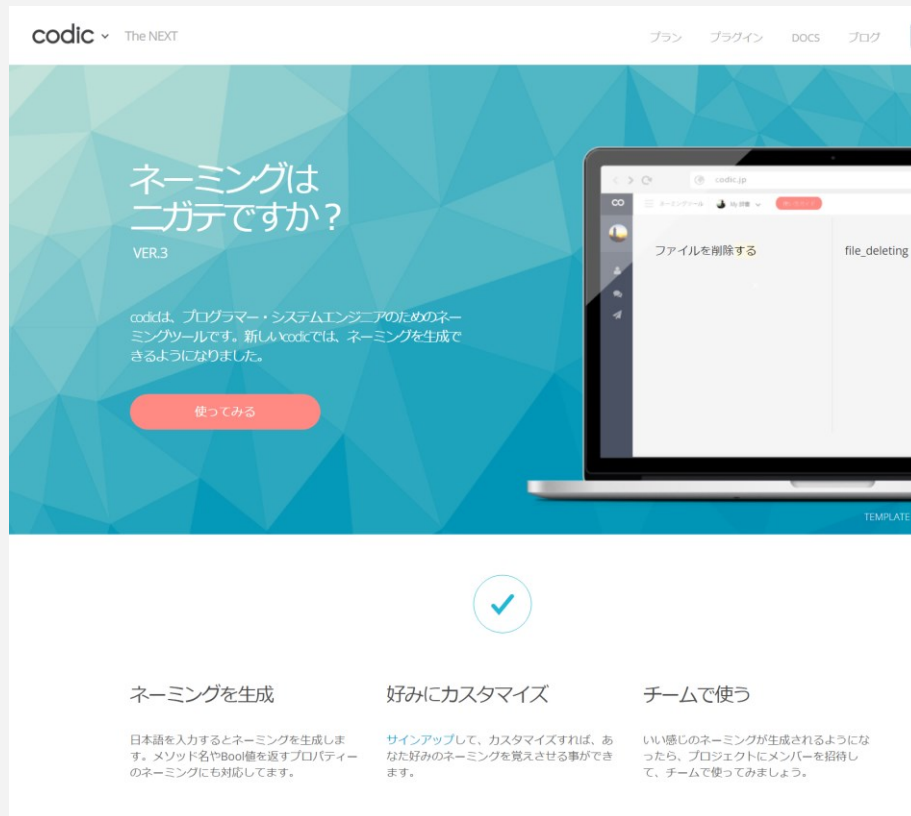 codic
The NEXT
プラン
プラグイン
DOCS
ブログ
ネーミングは
ニガテですか？
VER.3
codicは、プログラマー・システムエンジニアのためのネー
ミングツールです。新しいcodicでは、ネーミングを生成で
きるようになりました。
使ってみる
codic.jp
ネーミングツール
My 辞書
ファイルを削除する
file_deleting
TEMPLATE
ネーミングを生成
日本語を入力するとネーミングを生成しま
す。メソッド名やBool値を返すプロパティー
のネーミングにも対応してます。
好みにカスタマイズ
サインアップして、カスタマイズすれば、あ
なた好みのネーミングを覚えさせる事ができ
ます。
チームで使う
いい感じのネーミングが生成されるようにな
ったら、プロジェクトにメンバーを招待し
て、チームで使ってみましょう。